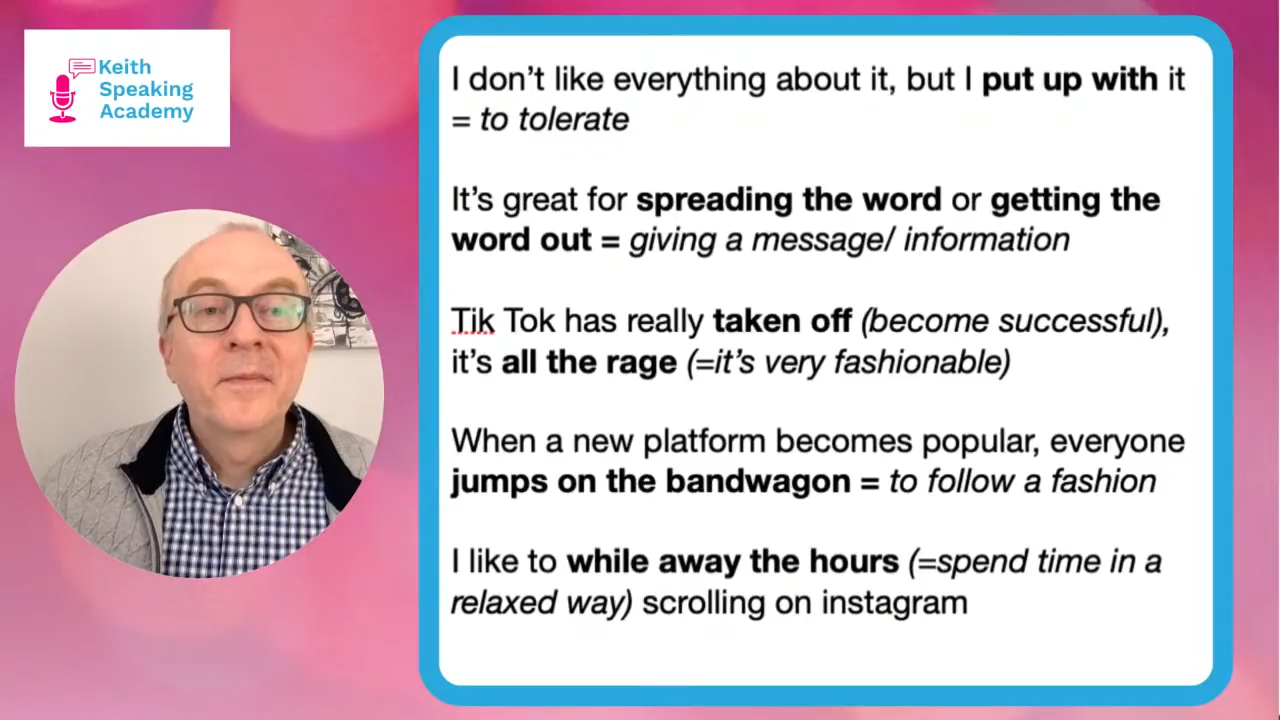 Keith
Speaking
Academy
I don’t like everything about it, but I put up with it
= to tolerate
It’s great for spreading the word or getting the
word out = giving a message/ information
Tik Tok has really taken off (become successful),
it’s all the rage (=it’s very fashionable)
When a new platform becomes popular, everyone
jumps on the bandwagon = to follow a fashion
I like to while away the hours (=spend time in a
relaxed way) scrolling on instagram